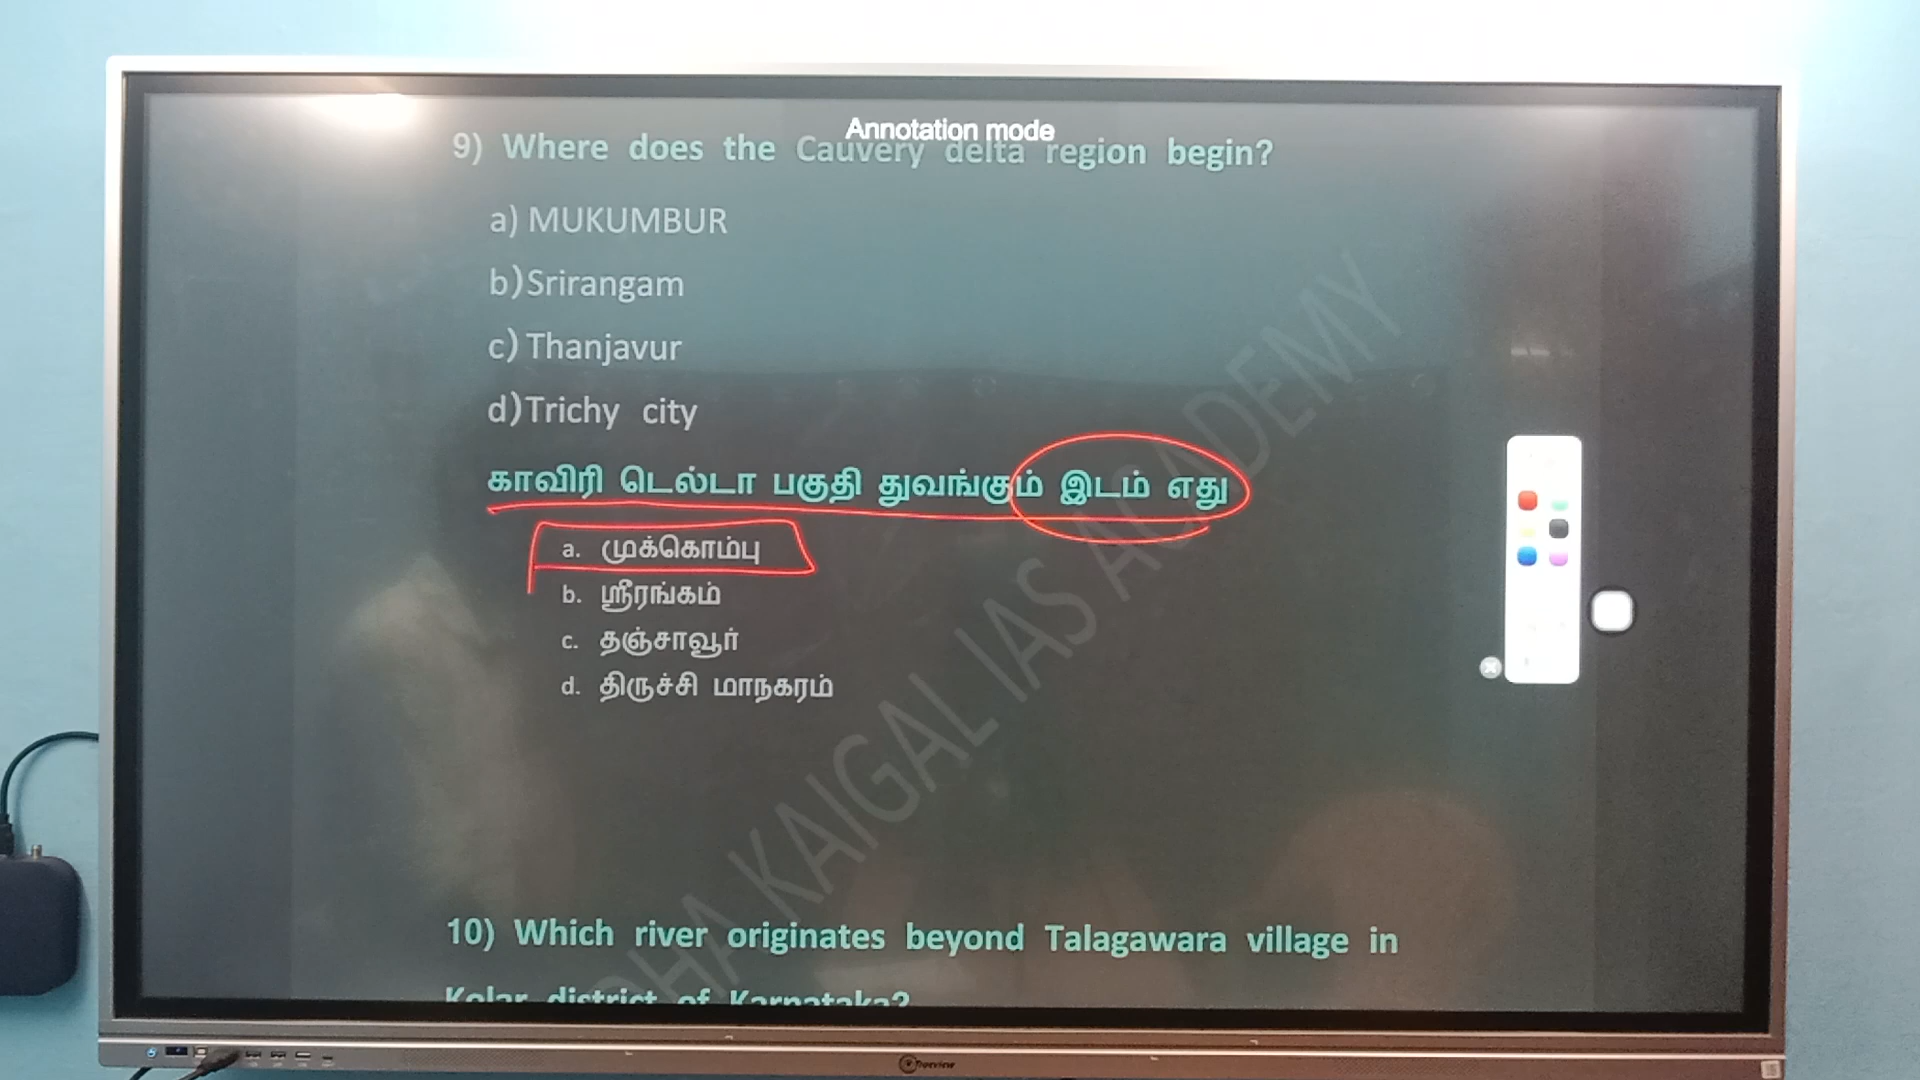 Annotation mode
9) Where does the Cauvery delta region begin?
a) MUKUMBUR
b)Srirangam
c) Thanjavur
d)Trichy city
காவிரி டெல்டா பகுதி துவங்கும் இடம் எது
a. முக்கொம்பு
b. ஸ்ரீரங்கம்
c. தஞ்சாவூர்
d. திருச்சி மாநகரம்
KAIGAL IAS ACADEMY
10) Which river originates beyond Talagawara village in
Kolar district of Karnataka?